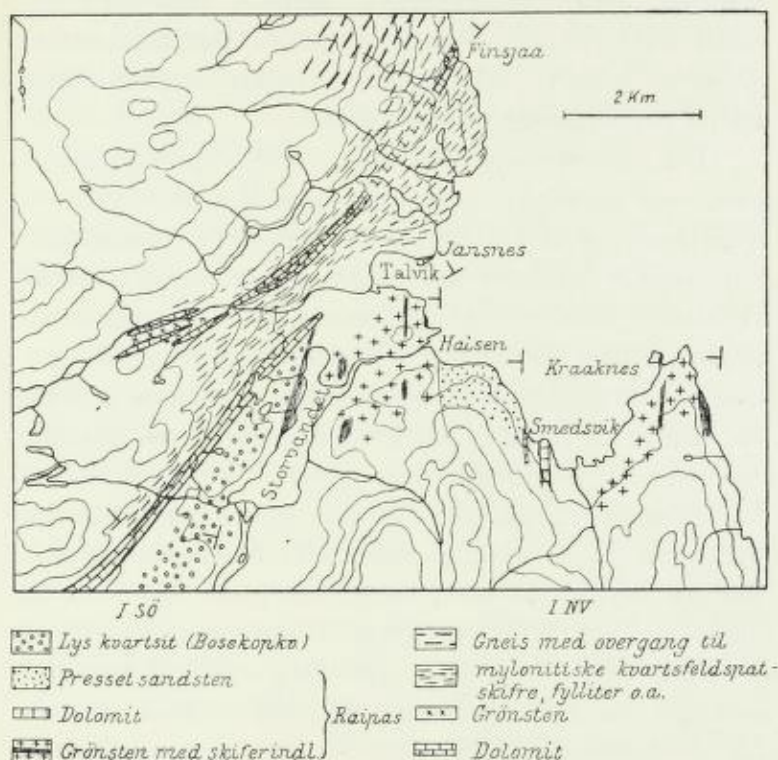 Finsjaa
2 Km
Jansnes
Talvik
Haisen
Kraaknes
Smedsvik
Storvandet
I SÖ
Lys kvartsit (Bosekopkv.)
Presset sandsten
Dolomit
Grönsten med skiferindl.
Raipas
I NV
Gneis med overgang til
mylonitiske kvartsfeldspat-
skifre, fylliter o.a.
Grönsten
Dolomit